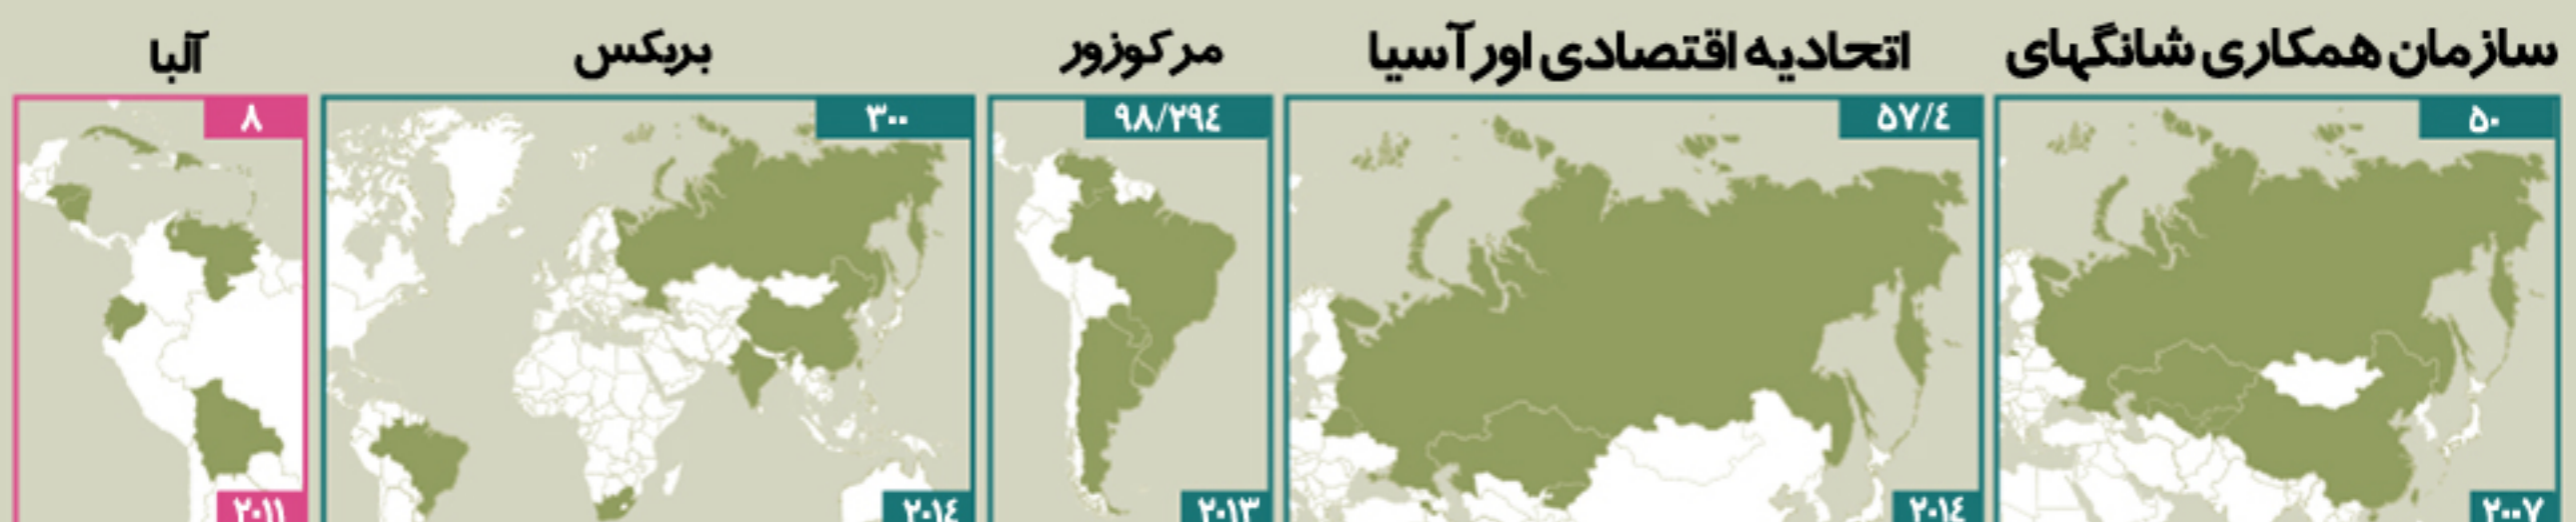 سازمان همکاری شانگهای
اتحادیه اقتصادی اورآسیا
مرکوزور
بریکس
آلبا
۵۰
۵۷/٤
۹۸/۲۹٤
۳۰۰
۸
۲۰۰۷
۲۰۱٤
۲۰۱۳
۲۰۱٤
۲۰۱۱